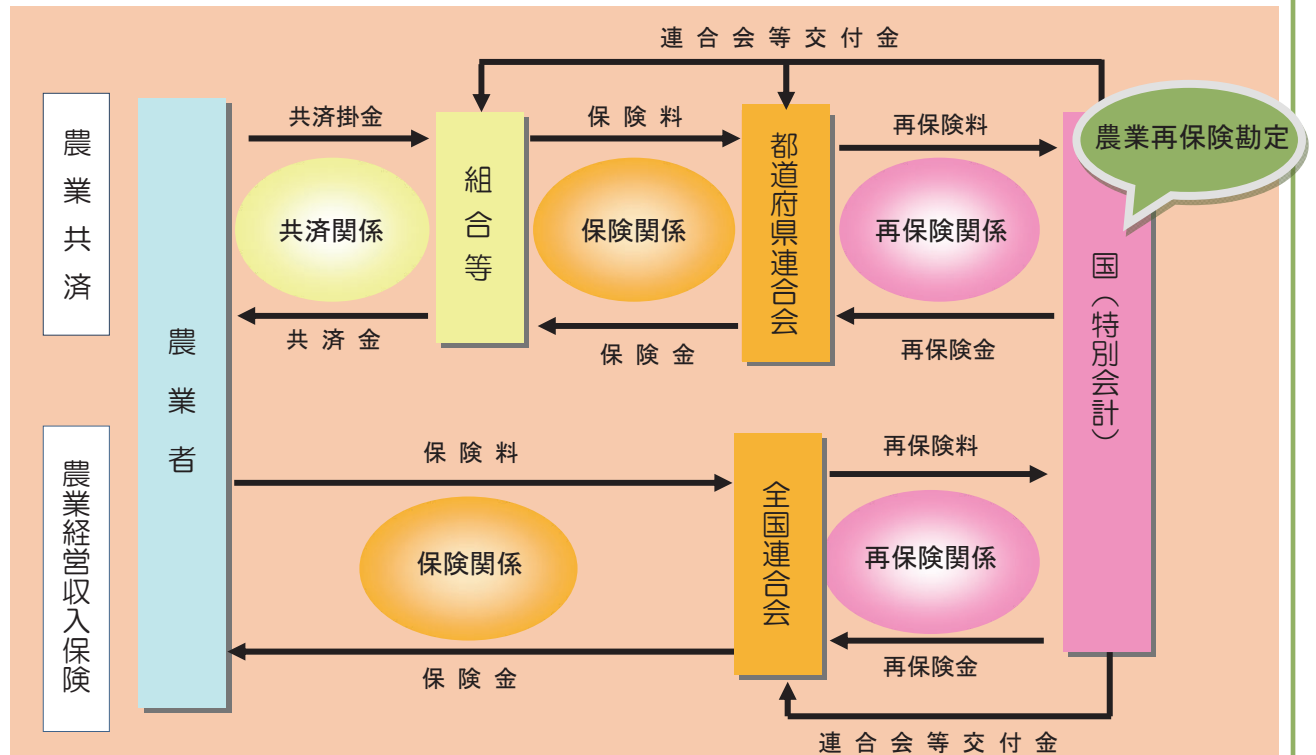 連合会等交付金
農業共済
農業者
共済掛金
共済関係
共済金
組合等
保険料
保険関係
保険金
都道府県連合会
再保険料
再保険関係
再保険金
農業再保険勘定
国（特別会計）
農業経営収入保険
保険料
保険関係
保険金
全国連合会
再保険料
再保険関係
再保険金
連合会等交付金